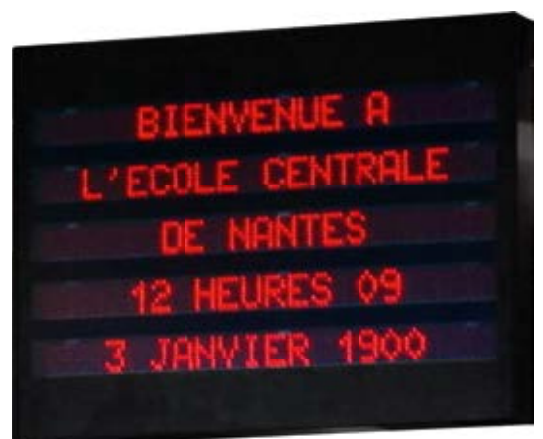 BIENVENUE A
L'ECOLE CENTRALE
DE NANTES
12 HEURES 09
3 JANVIER 1900